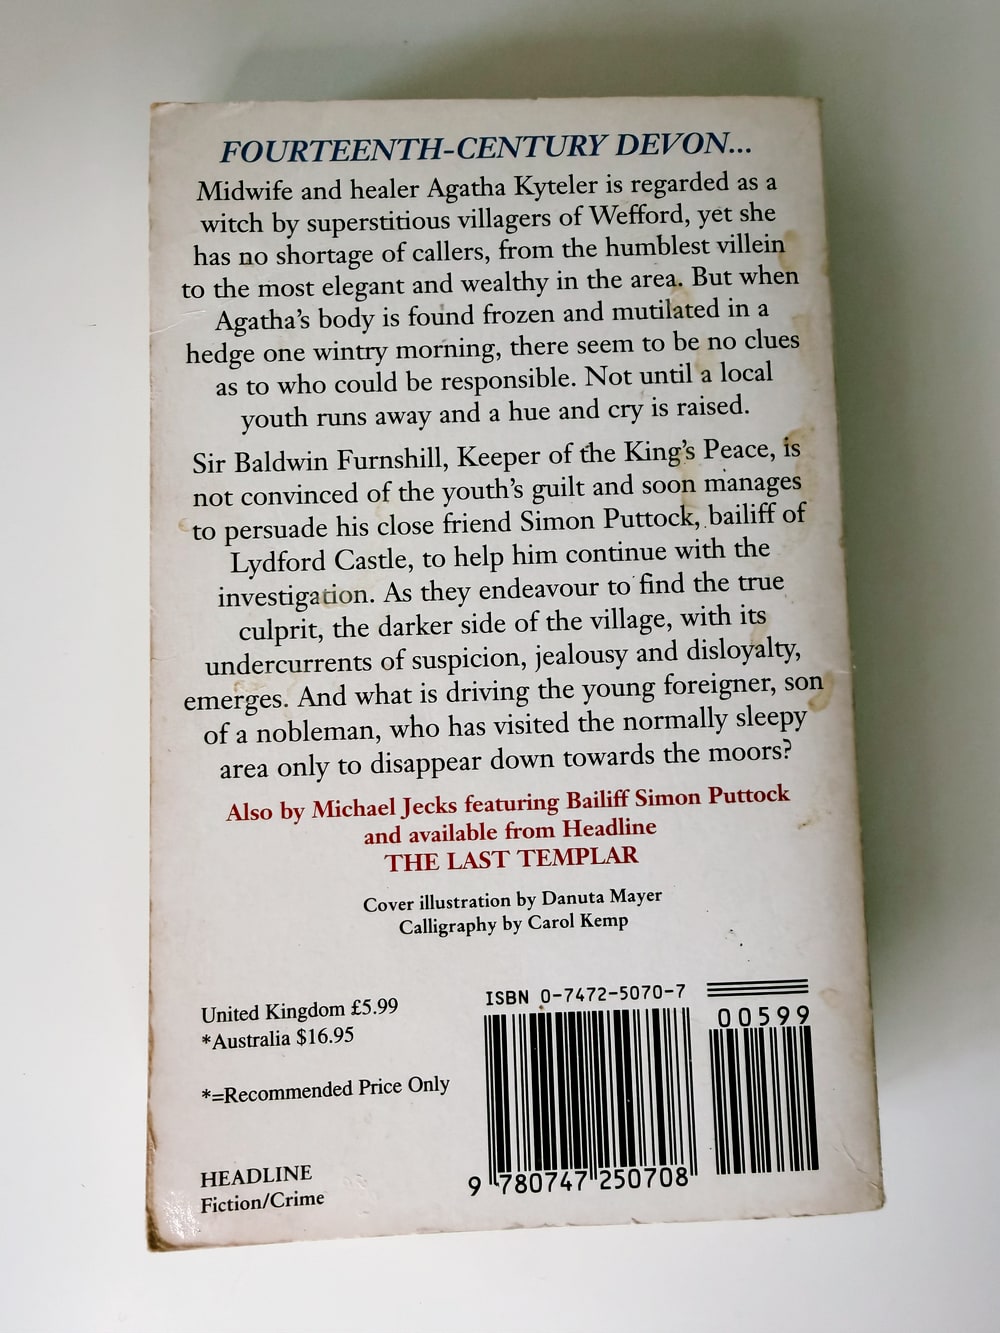 FOURTEENTH-CENTURY DEVON...
Midwife and healer Agatha Kyteler is regarded as a
witch by superstitious villagers of Wefford, yet she
has no shortage of callers, from the humblest villein
to the most elegant and wealthy in the area. But when
Agatha's body is found frozen and mutilated in a
hedge one wintry morning, there seem to be no clues
as to who could be responsible. Not until a local
youth runs away and a hue and cry is raised.
Sir Baldwin Furnshill, Keeper of the King's Peace, is
not convinced of the youth's guilt and soon manages
to persuade his close friend Simon Puttock, bailiff of
Lydford Castle, to help him continue with the
investigation. As they endeavour to find the true
culprit, the darker side of the village, with its
undercurrents of suspicion, jealousy and disloyalty,
emerges. And what is driving the young foreigner, son
of a nobleman, who has visited the normally sleepy
area only to disappear down towards the moors?
Also by Michael Jecks featuring Bailiff Simon Puttock
and available from Headline
THE LAST TEMPLAR
Cover illustration by Danuta Mayer
Calligraphy by Carol Kemp
United Kingdom £5.99
*Australia $16.95
*=Recommended Price Only
HEADLINE
Fiction/Crime
ISBN 0-7472-5070-7
00599
9 780747 250708